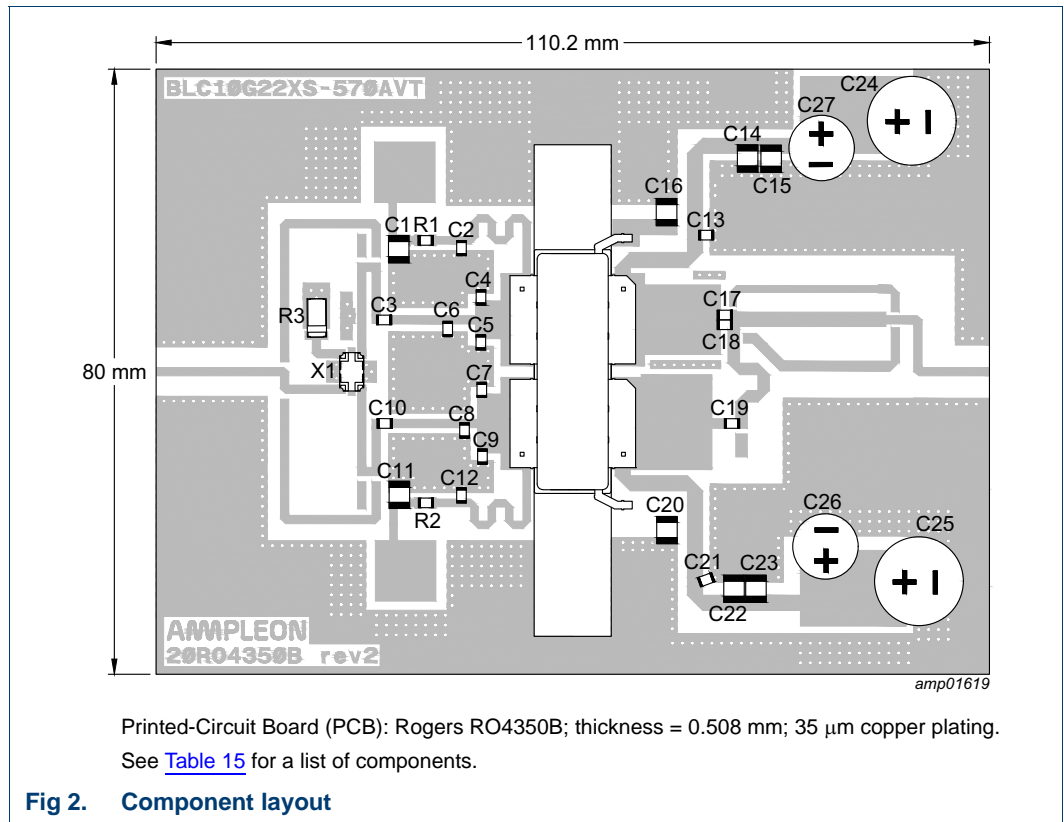 110.2 mm
BLC10G22XS-570AVT
C24
C27
C14
C15
C16
C13
C1 R1 C2
C4
C3
C6
C5
R3
X1
C17
C18
80 mm
C7
C10
C8
C19
C9
C11
C12
R2
C20
C26
C25
C21 C23
C22
AMPLEON
20RO4350B rev2
amp01619
Printed-Circuit Board (PCB): Rogers RO4350B; thickness = 0.508 mm; 35 μm copper plating.
See Table 15 for a list of components.
Fig 2. Component layout